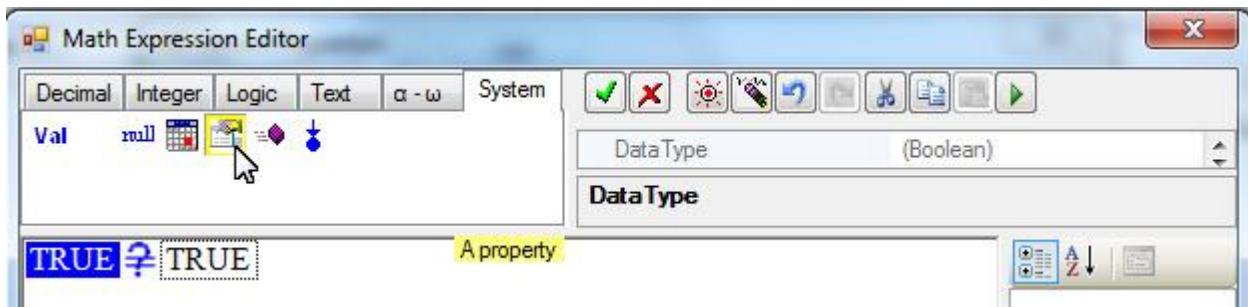 Math Expression Editor
Decimal Integer Logic Text α - ω System
Val null
DataType (Boolean)
DataType
TRUE ? TRUE
A property